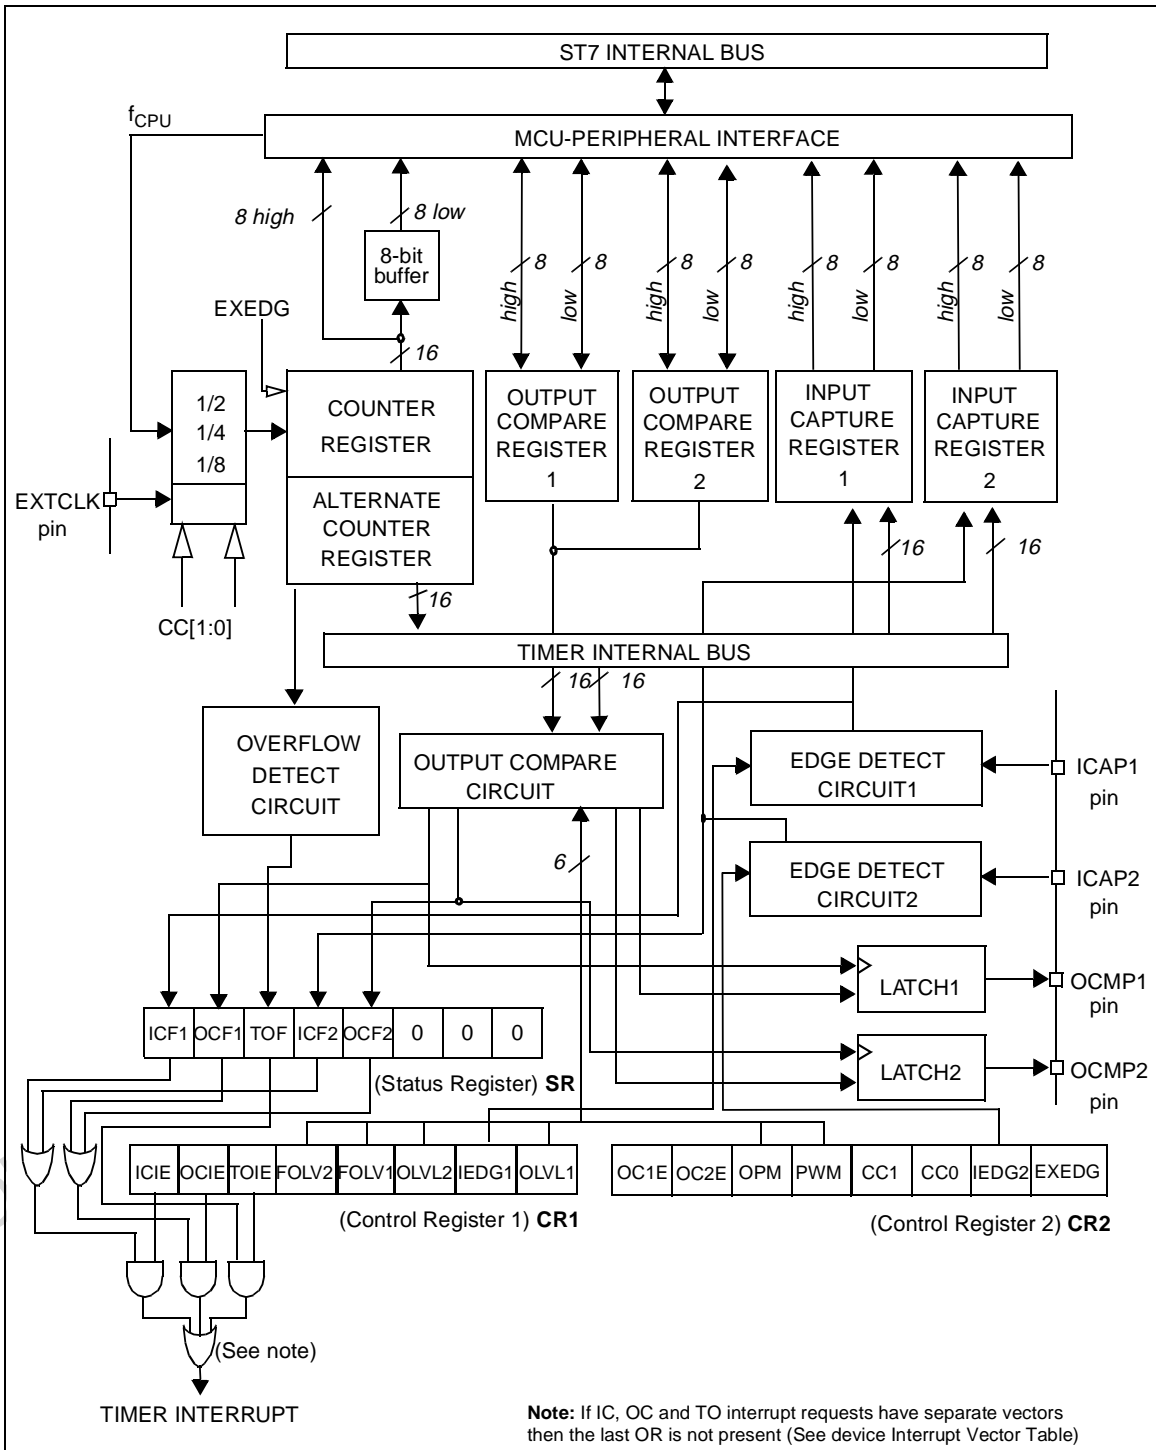 ST7 INTERNAL BUS
fCPU
MCU-PERIPHERAL INTERFACE
8 high
8 low
8-bit
buffer
high
8
low
8
high
8
low
8
high
8
low
8
high
8
low
8
EXEDG
16
1/2
1/4
1/8
COUNTER
REGISTER
OUTPUT
COMPARE
REGISTER
1
OUTPUT
COMPARE
REGISTER
2
INPUT
CAPTURE
REGISTER
1
INPUT
CAPTURE
REGISTER
2
EXTCLK
pin
ALTERNATE
COUNTER
REGISTER
16
16
16
CC[1:0]
TIMER INTERNAL BUS
16
16
OVERFLOW
DETECT
CIRCUIT
OUTPUT COMPARE
CIRCUIT
EDGE DETECT
CIRCUIT1
ICAP1
pin
6
EDGE DETECT
CIRCUIT2
ICAP2
pin
LATCH1
OCMP1
pin
ICF1 OCF1 TOF ICF2 OCF2 0 0 0
(Status Register) SR
LATCH2
OCMP2
pin
ICIE OCIE TOIE FOLV2 FOLV1 OLVL2 IEDG1 OLVL1
(Control Register 1) CR1
OC1E OC2E OPM PWM CC1 CC0 IEDG2 EXEDG
(Control Register 2) CR2
(See note)
TIMER INTERRUPT
Note: If IC, OC and TO interrupt requests have separate vectors
then the last OR is not present (See device Interrupt Vector Table)